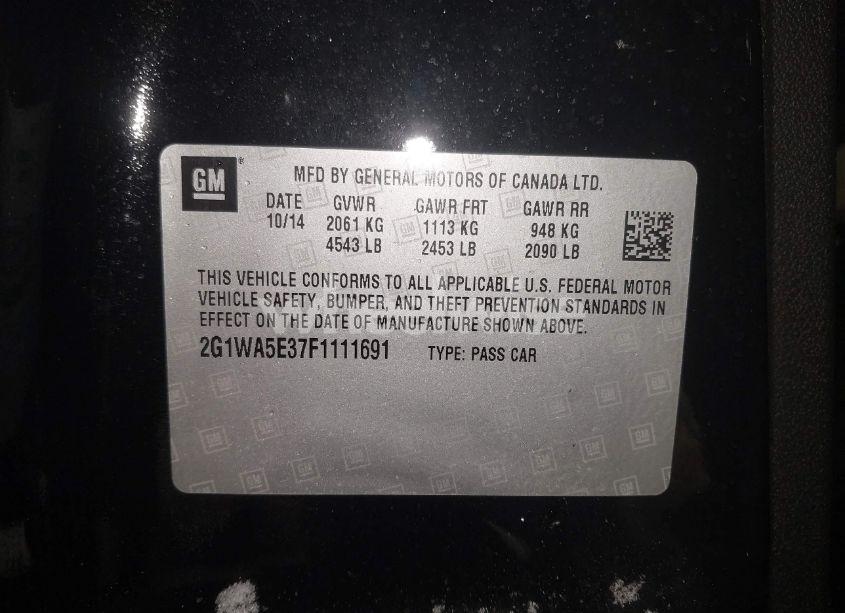 GM
MFD BY GENERAL MOTORS OF CANADA LTD.
DATE GVWR GAWR FRT GAWR RR
10/14 2061 KG 1113 KG 948 KG
4543 LB 2453 LB 2090 LB
THIS VEHICLE CONFORMS TO ALL APPLICABLE U.S. FEDERAL MOTOR
VEHICLE SAFETY, BUMPER, AND THEFT PREVENTION STANDARDS IN
EFFECT ON THE DATE OF MANUFACTURE SHOWN ABOVE.
2G1WA5E37F1111691 TYPE: PASS CAR